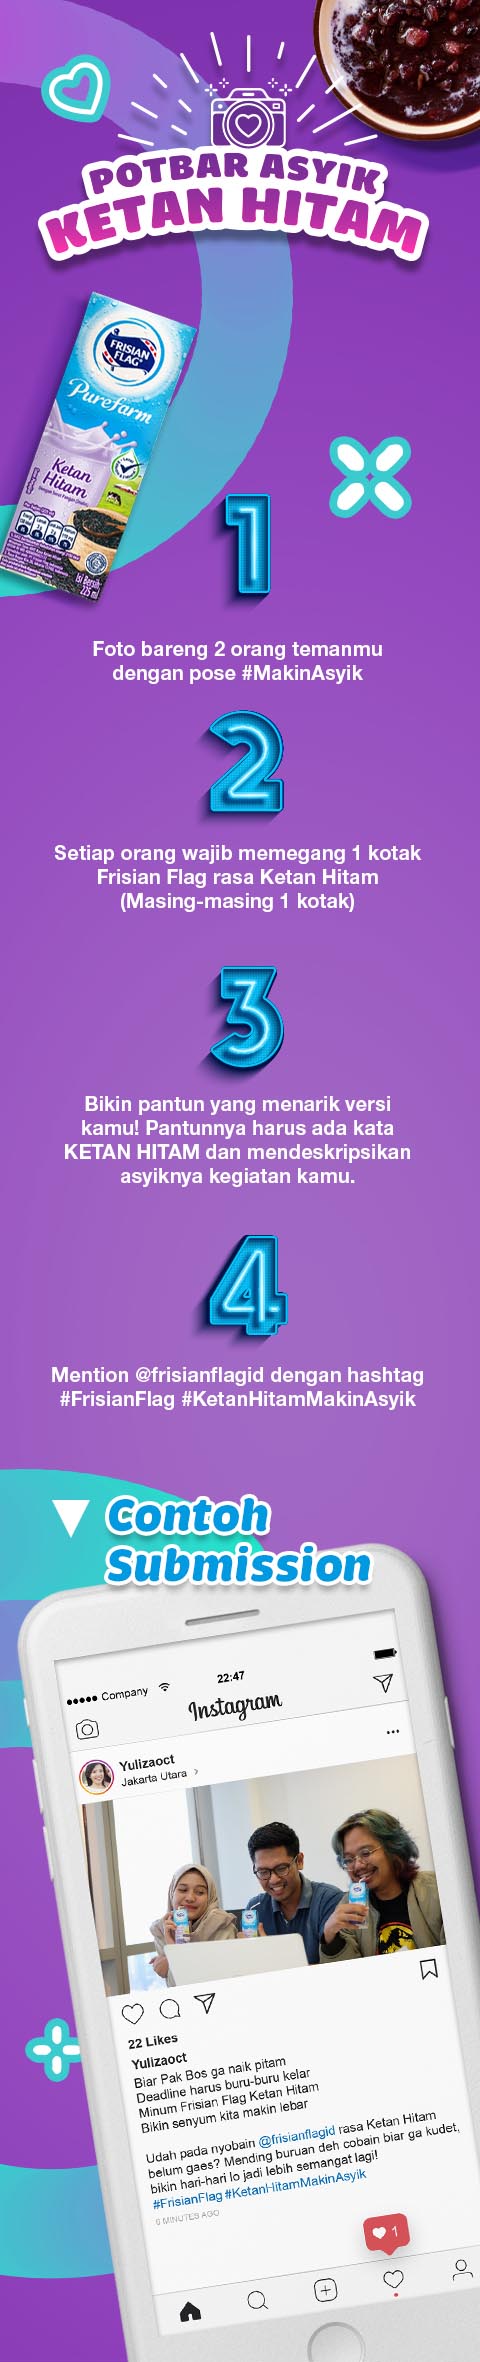 POTBAR ASYIK
KETAN HITAM
FRISIAN
FLAG
Purefarm
Ketan
Hitam
Isi Bersih
225 ml
1
Foto bareng 2 orang temanmu
dengan pose #MakinAsyik
2
Setiap orang wajib memegang 1 kotak
Frisian Flag rasa Ketan Hitam
(Masing-masing 1 kotak)
3
Bikin pantun yang menarik versi
kamu! Pantunnya harus ada kata
KETAN HITAM dan mendeskripsikan
asyiknya kegiatan kamu.
4
Mention @frisianflagid dengan hashtag
#FrisianFlag #KetanHitamMakinAsyik
Contoh
Submission
Company
22:47
Instagram
Yulizaoct
Jakarta Utara
22 Likes
Yulizaoct
Biar Pak Bos ga naik pitam
Deadline harus buru-buru kelar
Minum Frisian Flag Ketan Hitam
Bikin senyum kita makin lebar
Udah pada nyobain @frisianflagid rasa Ketan Hitam
belum gaes? Mending buruan deh cobain biar ga kudet,
bikin hari-hari lo jadi lebih semangat lagi!
#FrisianFlag #KetanHitamMakinAsyik
6 MINUTES AGO
1